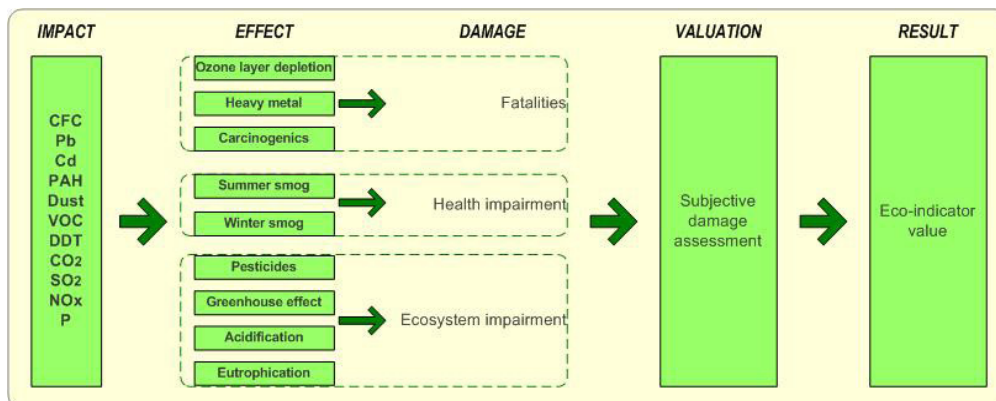 IMPACT
EFFECT
DAMAGE
VALUATION
RESULT
CFC
Pb
Cd
PAH
Dust
VOC
DDT
CO2
SO2
NOx
P
Ozone layer depletion
Heavy metal
Carcinogenics
Fatalities
Summer smog
Winter smog
Health impairment
Pesticides
Greenhouse effect
Acidification
Eutrophication
Ecosystem impairment
Subjective
damage
assessment
Eco-indicator
value